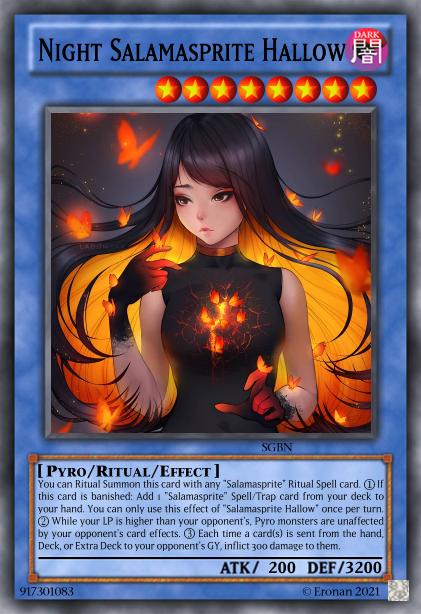 NIGHT SALAMASPRITE HALLOW
DARK
闇
SGBN
[ PYRO/RITUAL/EFFECT ]
You can Ritual Summon this card with any "Salamasprite" Ritual Spell card. ① If
this card is banished: Add 1 "Salamasprite" Spell/Trap card from your deck to
your hand. You can only use this effect of "Salamasprite Hallow" once per turn.
② While your LP is higher than your opponent's, Pyro monsters are unaffected
by your opponent's card effects. ③ Each time a card(s) is sent from the hand,
Deck, or Extra Deck to your opponent's GY, inflict 300 damage to them.
ATK/ 200 DEF/3200
917301083
© Eronan 2021